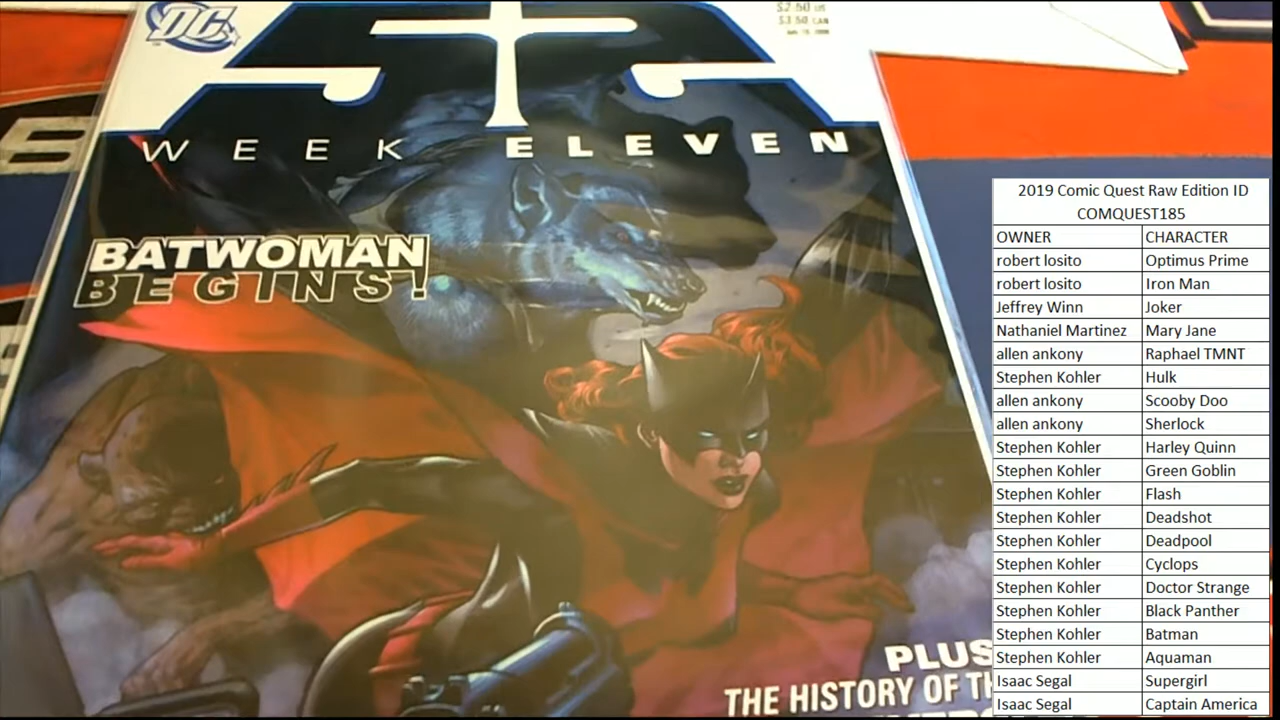 DC
$2.50 US
$3.50 CAN
WEEK ELEVEN
BATWOMAN
BEGINS!
PLUS
THE HISTORY OF TH
2019 Comic Quest Raw Edition ID
COMQUEST185
OWNER CHARACTER
robert losito Optimus Prime
robert losito Iron Man
Jeffrey Winn Joker
Nathaniel Martinez Mary Jane
allen ankony Raphael TMNT
Stephen Kohler Hulk
allen ankony Scooby Doo
allen ankony Sherlock
Stephen Kohler Harley Quinn
Stephen Kohler Green Goblin
Stephen Kohler Flash
Stephen Kohler Deadshot
Stephen Kohler Deadpool
Stephen Kohler Cyclops
Stephen Kohler Doctor Strange
Stephen Kohler Black Panther
Stephen Kohler Batman
Stephen Kohler Aquaman
Isaac Segal Supergirl
Isaac Segal Captain America